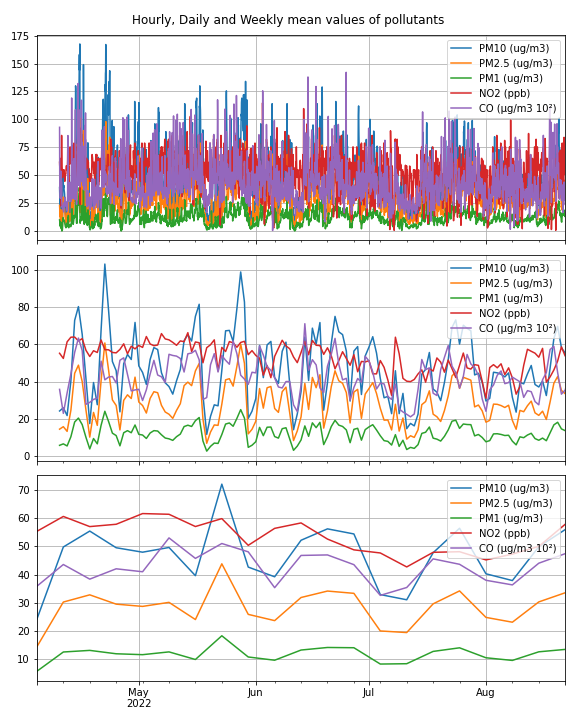 Hourly, Daily and Weekly mean values of pollutants
175
150
125
100
75
50
25
0
PM10 (ug/m3)
PM2.5 (ug/m3)
PM1 (ug/m3)
NO2 (ppb)
CO (μg/m3 10²)
100
80
60
40
20
0
PM10 (ug/m3)
PM2.5 (ug/m3)
PM1 (ug/m3)
NO2 (ppb)
CO (μg/m3 10²)
70
60
50
40
30
20
10
PM10 (ug/m3)
PM2.5 (ug/m3)
PM1 (ug/m3)
NO2 (ppb)
CO (μg/m3 10²)
May Jun Jul Aug
2022